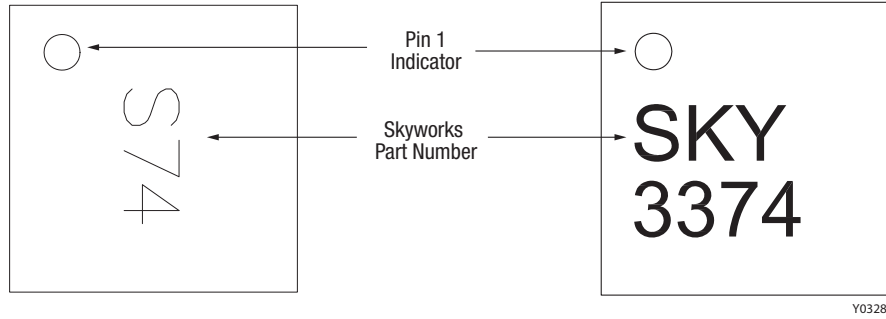 S74
Pin 1
Indicator
Skyworks
Part Number
SKY
3374
Y0328